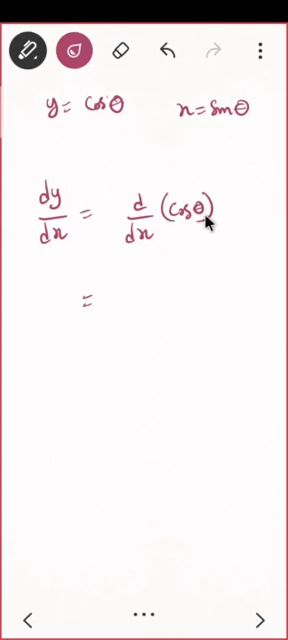 y = cosθ x = sinθ
dy/dx = d/dx (cosθ)
=